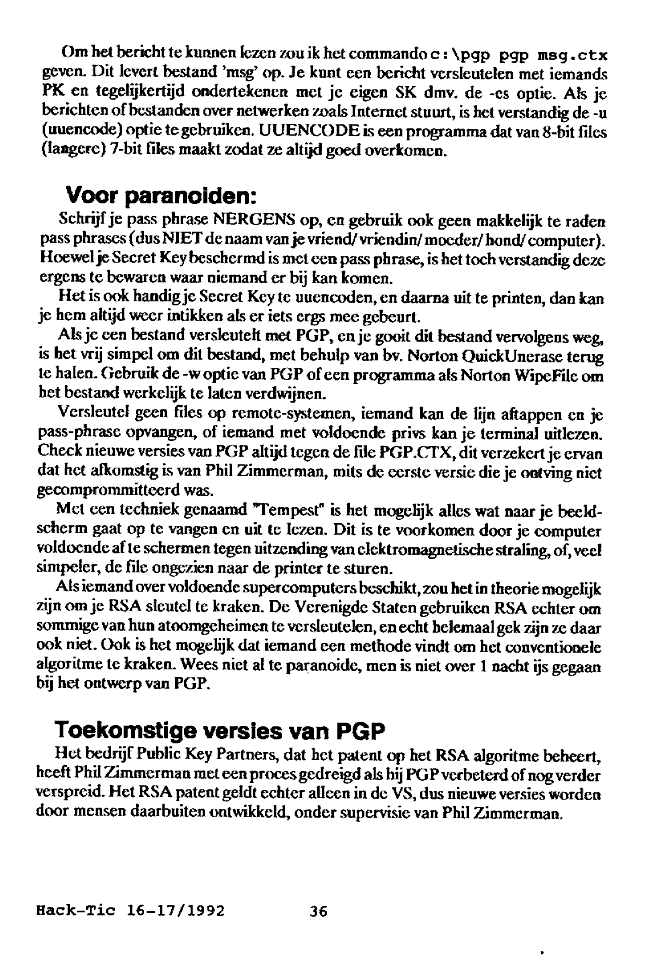 Om het bericht te kunnen lezen zou ik het commando c:\pgp pgp msg.ctx
geven. Dit levert bestand 'msg' op. Je kunt een bericht versleutelen met iemands
PK en tegelijkertijd ondertekenen met je eigen SK dmv. de -es optie. Als je
berichten of bestanden over netwerken zoals Internet stuurt, is het verstandig de -u
(uuencode) optie te gebruiken. UUENCODE is een programma dat van 8-bit files
(langere) 7-bit files maakt zodat ze altijd goed overkomen.
Voor paranoiden:
Schrijf je pass phrase NERGENS op, en gebruik ook geen makkelijk te raden
pass phrases (dus NIET de naam van je vriend/vriendin/moeder/hond/computer).
Hoewel je Secret Key beschermd is met een pass phrase, is het toch verstandig deze
ergens te bewaren waar niemand er bij kan komen.
Het is ook handig je Secret Key te uuencoden, en daarna uit te printen, dan kan
je hem altijd weer intikken als er iets ergs mee gebeurt.
Als je een bestand versleutelt met PGP, en je gooit dit bestand vervolgens weg,
is het vrij simpel om dit bestand, met behulp van bv. Norton QuickUnerase terug
te halen. Gebruik de -w optie van PGP of een programma als Norton WipeFile om
het bestand werkelijk te laten verdwijnen.
Versleutel geen files op remote-systemen, iemand kan de lijn aftappen en je
pass-phrase opvangen, of iemand met voldoende privs kan je terminal uitlezen.
Check nieuwe versies van PGP altijd tegen de file PGP.CTX, dit verzekert je ervan
dat het afkomstig is van Phil Zimmerman, mits de eerste versie die je ontving niet
gecomprommitteerd was.
Met een techniek genaamd "Tempest" is het mogelijk alles wat naar je beeld-
scherm gaat op te vangen en uit te lezen. Dit is te voorkomen door je computer
voldoende af te schermen tegen uitzending van elektromagnetische straling, of, veel
simpeler, de file ongezien naar de printer te sturen.
Als iemand over voldoende supercomputers beschikt, zou het in theorie mogelijk
zijn om je RSA sleutel te kraken. De Verenigde Staten gebruiken RSA echter om
sommige van hun atoomgeheimen te versleutelen, en echt helemaal gek zijn ze daar
ook niet. Ook is het mogelijk dat iemand een methode vindt om het conventionele
algoritme te kraken. Wees niet al te paranoide, men is niet over 1 nacht ijs gegaan
bij het ontwerp van PGP.
Toekomstige versies van PGP
Het bedrijf Public Key Partners, dat het patent op het RSA algoritme beheert,
heeft Phil Zimmerman met een proces gedreigd als hij PGP verbeterd of nog verder
verspreid. Het RSA patent geldt echter alleen in de VS, dus nieuwe versies worden
door mensen daarbuiten ontwikkeld, onder supervisie van Phil Zimmerman.
Hack-Tic 16-17/1992 36